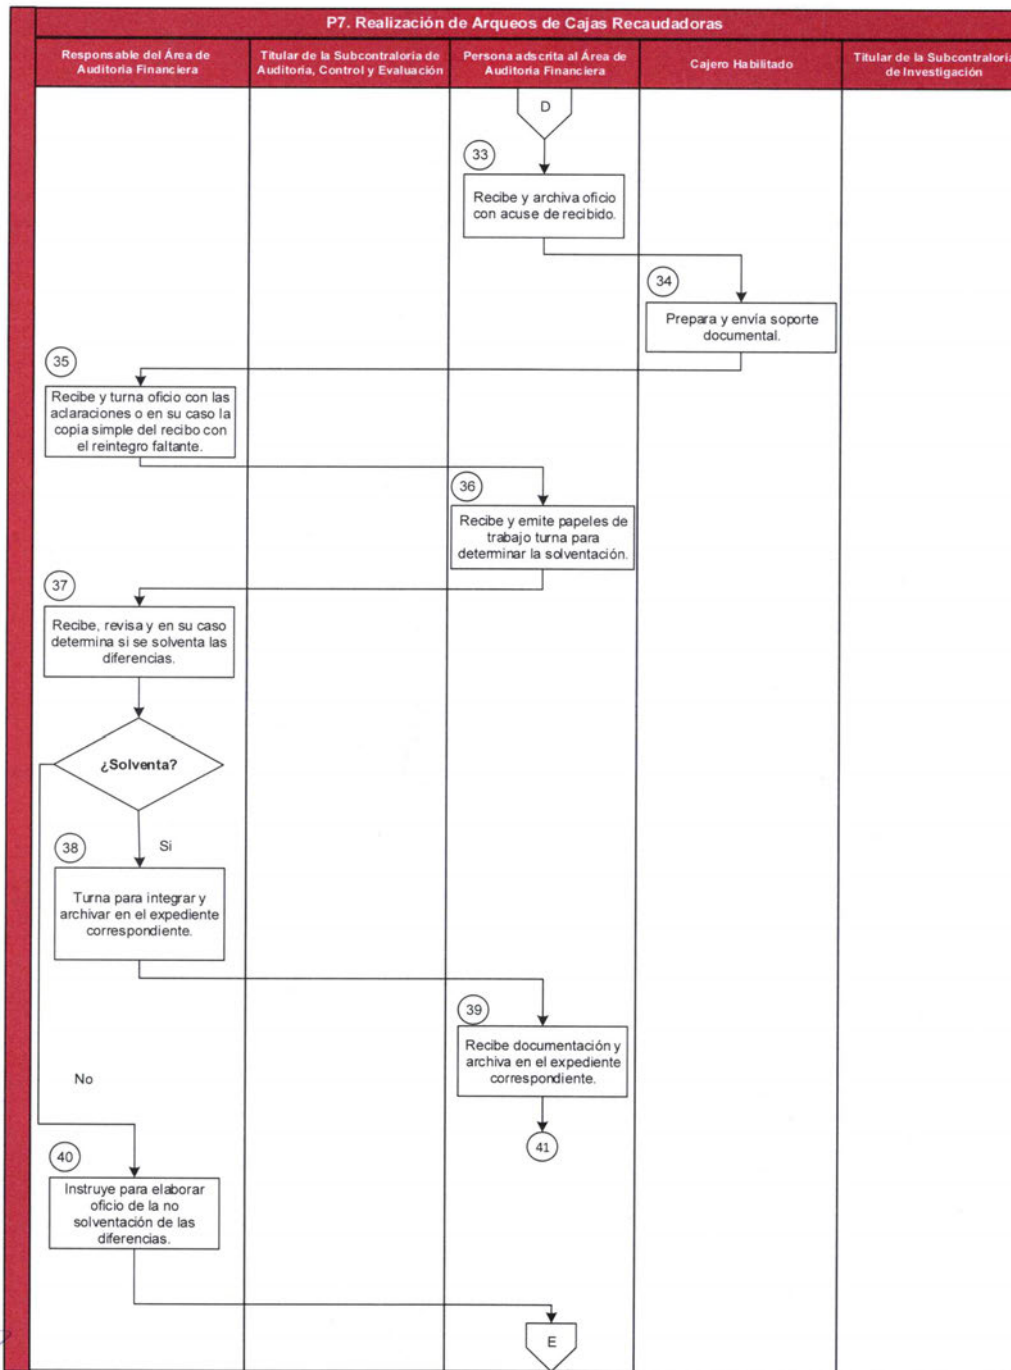 P7. Realización de Arqueos de Cajas Recaudadoras
Responsable del Área de
Auditoria Financiera
Titular de la Subcontraloría de
Auditoría, Control y Evaluación
Persona adscrita al Área de
Auditoria Financiera
Cajero Habilitado
Titular de la Subcontraloría
de Investigación
D
33
Recibe y archiva oficio
con acuse de recibido.
34
Prepara y envía soporte
documental.
35
Recibe y turna oficio con las
aclaraciones o en su caso la
copia simple del recibo con
el reintegro faltante.
36
Recibe y emite papeles de
trabajo turna para
determinar la solventación.
37
Recibe, revisa y en su caso
determina si se solventa las
diferencias.
¿Solventa?
Si
38
Turna para integrar y
archivar en el expediente
correspondiente.
39
Recibe documentación y
archiva en el expediente
correspondiente.
No
41
40
Instruye para elaborar
oficio de la no
solventación de las
diferencias.
E